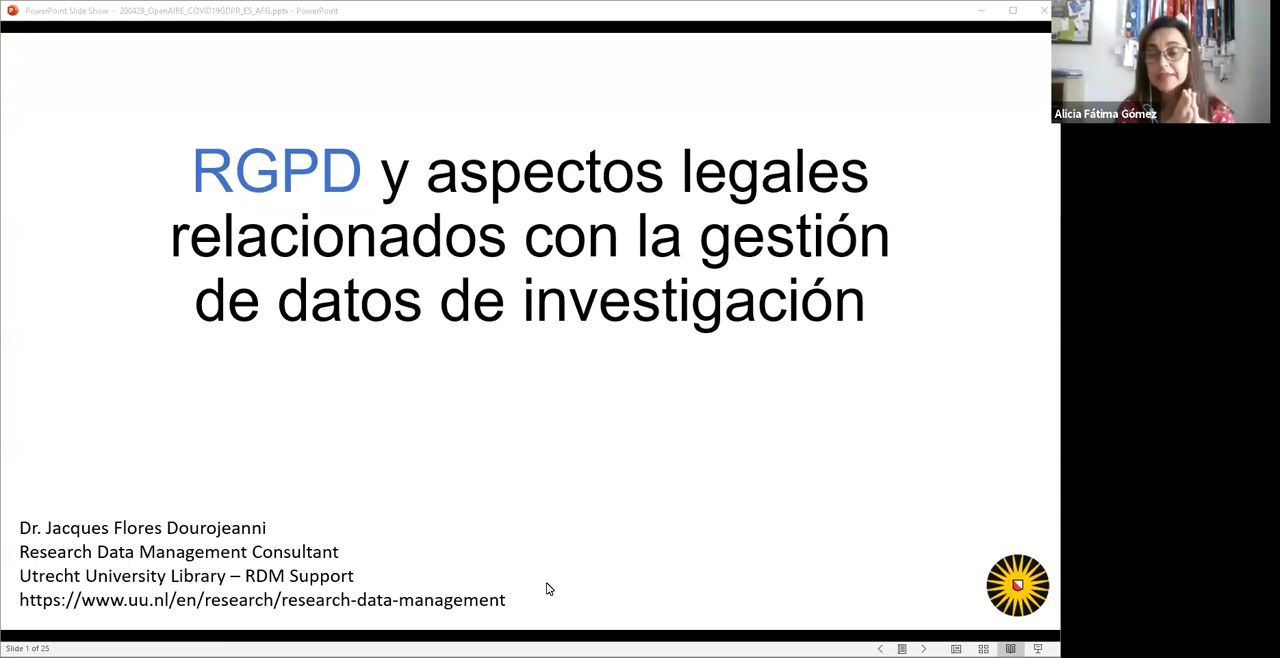 PowerPoint Slide Show - 200429_OpenAIRE_COVID19GDPR_ES_AFG.pptx - PowerPoint
Alicia Fátima Gómez
RGPD y aspectos legales
relacionados con la gestión
de datos de investigación
Dr. Jacques Flores Dourojeanni
Research Data Management Consultant
Utrecht University Library – RDM Support
https://www.uu.nl/en/research/research-data-management
Slide 1 of 25